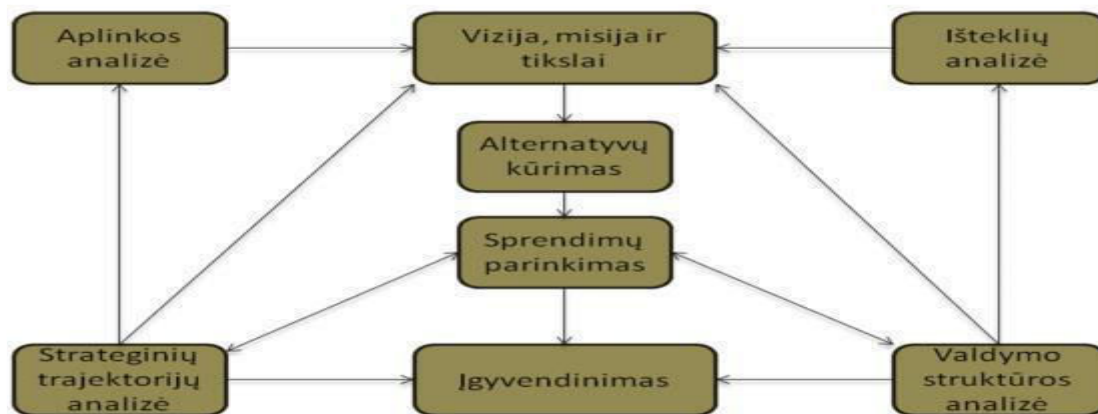 Aplinkos
analizė
Vizija, misija ir
tikslai
Išteklių
analizė
Alternatyvų
kūrimas
Sprendimų
parinkimas
Strateginių
trajektorijų
analizė
Įgyvendinimas
Valdymo
struktūros
analizė